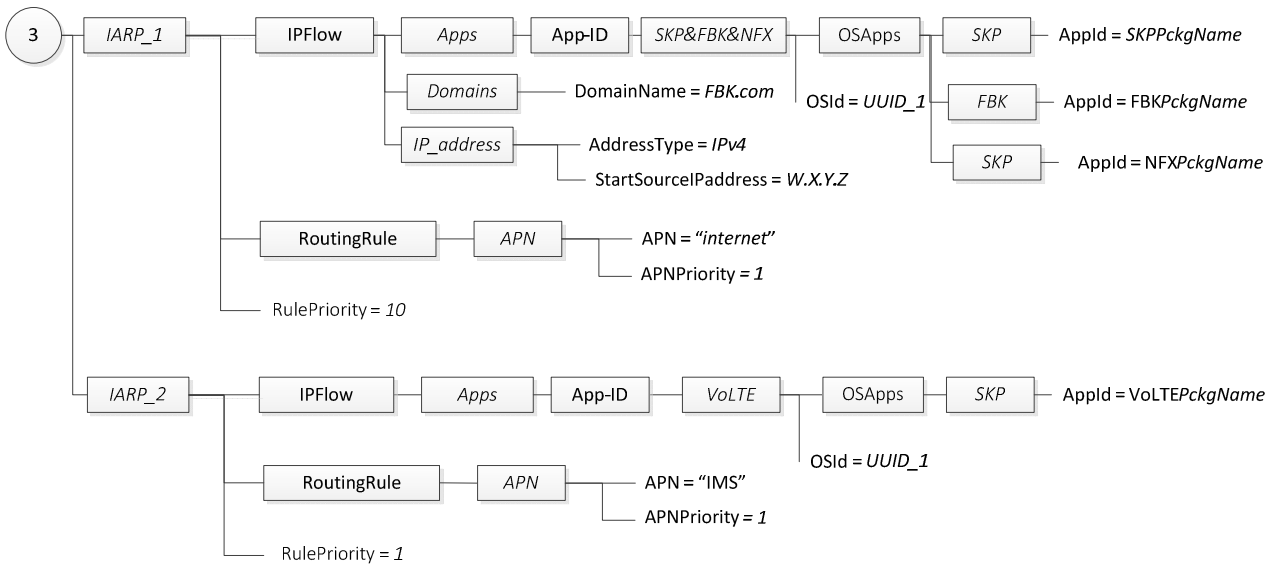 3
IARP_1
IPFlow
Apps
App-ID
SKP&FBK&NFX
OSApps
SKP
AppId = SKPPckgName
Domains
DomainName = FBK.com
OSId = UUID_1
FBK
AppId = FBKPckgName
IP_address
AddressType = IPv4
StartSourceIPaddress = W.X.Y.Z
SKP
AppId = NFXPckgName
RoutingRule
APN
APN = “internet”
APNPriority = 1
RulePriority = 10
IARP_2
IPFlow
Apps
App-ID
VoLTE
OSApps
SKP
AppId = VoLTEPckgName
OSId = UUID_1
RoutingRule
APN
APN = “IMS”
APNPriority = 1
RulePriority = 1